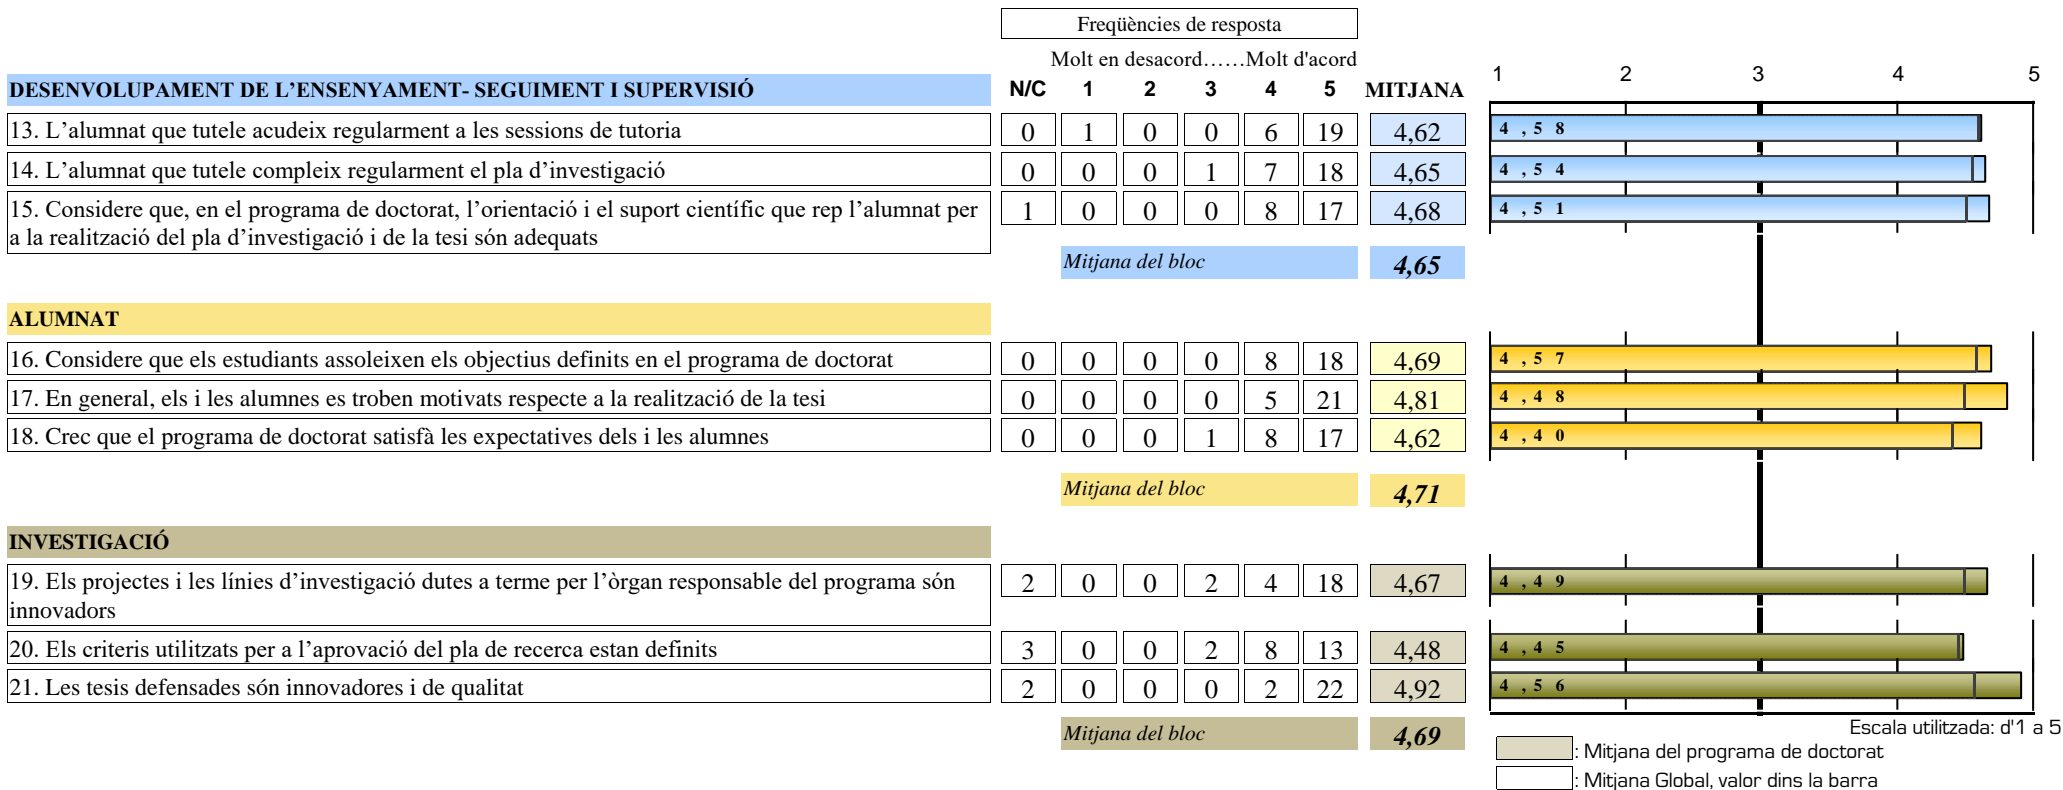 Freqüències de resposta
Molt en desacord……Molt d'acord
DESENVOLUPAMENT DE L’ENSENYAMENT- SEGUIMENT I SUPERVISIÓ N/C 1 2 3 4 5 MITJANA 1 2 3 4 5
13. L’alumnat que tutele acudeix regularment a les sessions de tutoria 0 1 0 0 6 19 4,62 4,58
14. L’alumnat que tutele compleix regularment el pla d’investigació 0 0 0 1 7 18 4,65 4,54
15. Considere que, en el programa de doctorat, l’orientació i el suport científic que rep l’alumnat per 1 0 0 0 8 17 4,68 4,51
a la realització del pla d’investigació i de la tesi són adequats
Mitjana del bloc 4,65
ALUMNAT
16. Considere que els estudiants assoleixen els objectius definits en el programa de doctorat 0 0 0 0 8 18 4,69 4,57
17. En general, els i les alumnes es troben motivats respecte a la realització de la tesi 0 0 0 0 5 21 4,81 4,48
18. Crec que el programa de doctorat satisfà les expectatives dels i les alumnes 0 0 0 1 8 17 4,62 4,40
Mitjana del bloc 4,71
INVESTIGACIÓ
19. Els projectes i les línies d’investigació dutes a terme per l’òrgan responsable del programa són 2 0 0 2 4 18 4,67 4,49
innovadors
20. Els criteris utilitzats per a l’aprovació del pla de recerca estan definits 3 0 0 2 8 13 4,48 4,45
21. Les tesis defensades són innovadores i de qualitat 2 0 0 0 2 22 4,92 4,56
Mitjana del bloc 4,69
Escala utilitzada: d'1 a 5
: Mitjana del programa de doctorat
: Mitjana Global, valor dins la barra